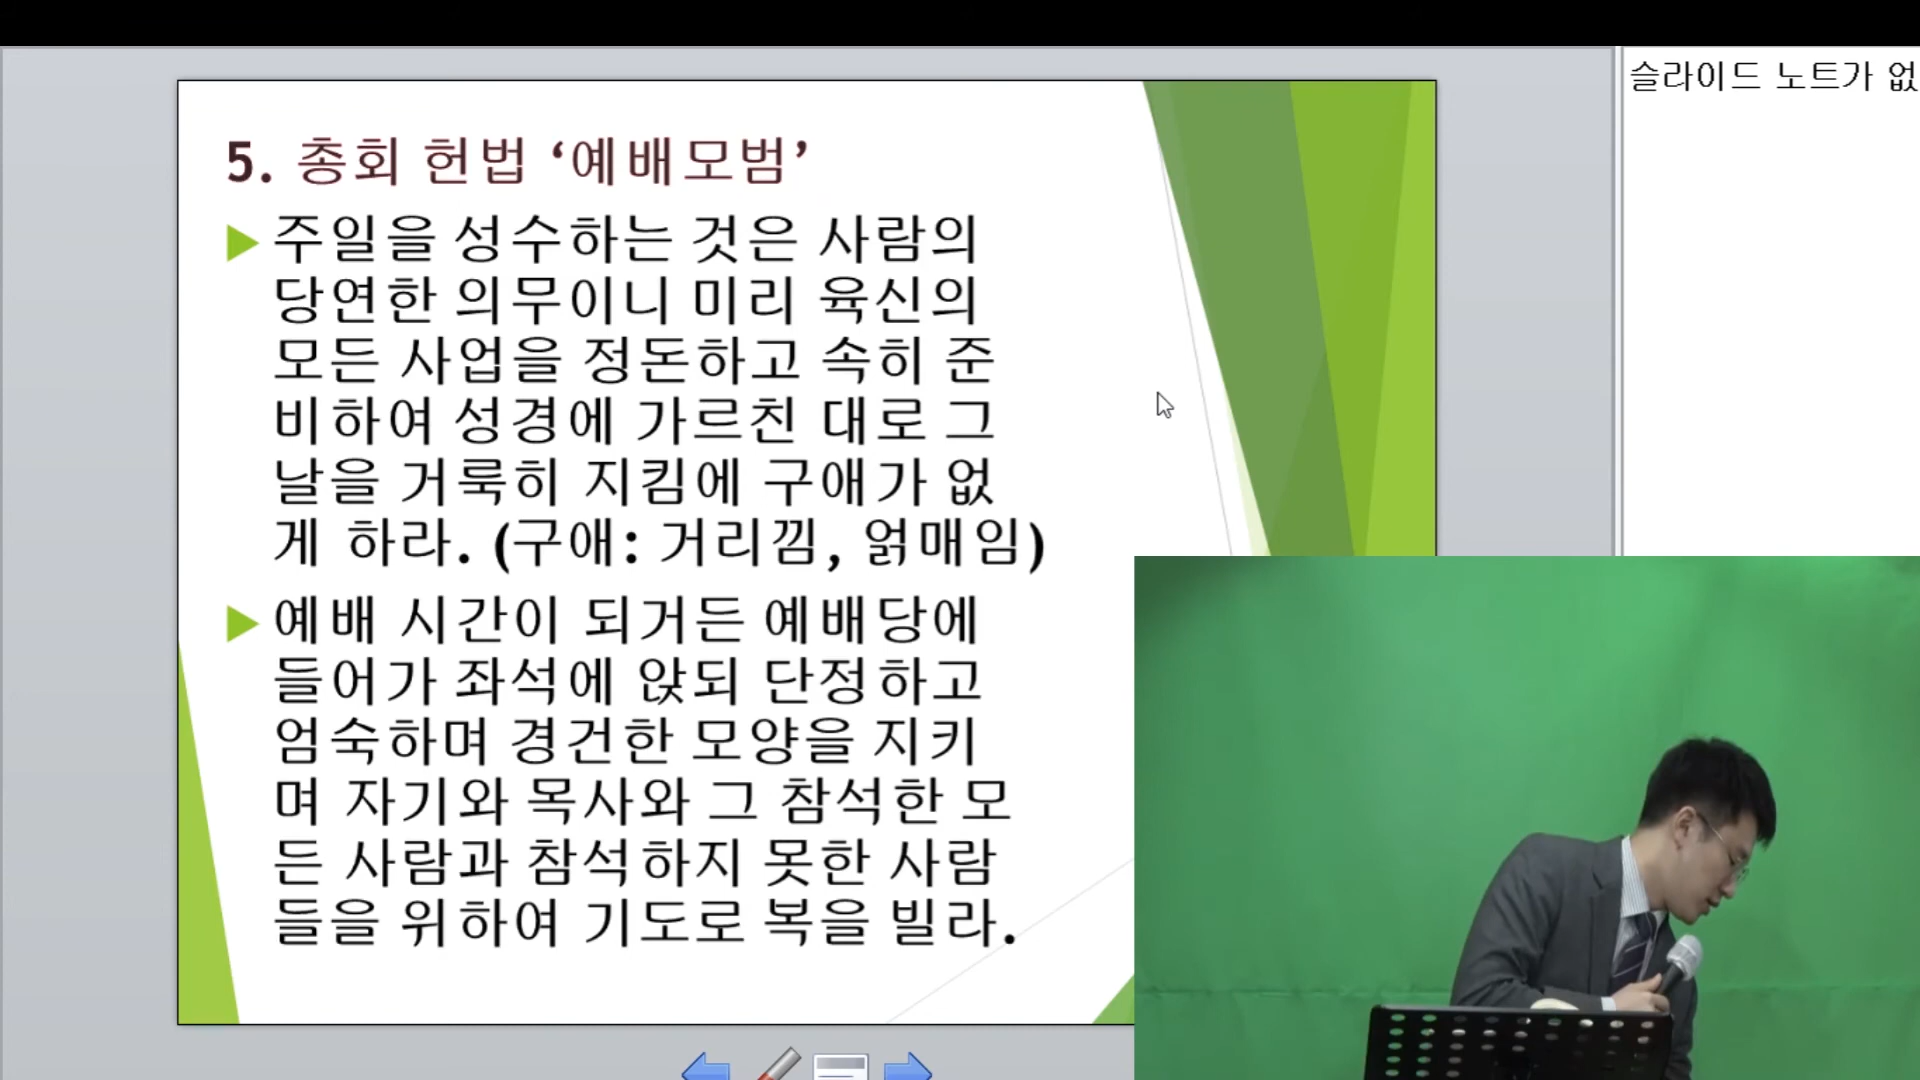 5. 총회 헌법 ‘예배모범’
주일을 성수하는 것은 사람의
당연한 의무이니 미리 육신의
모든 사업을 정돈하고 속히 준
비하여 성경에 가르친 대로 그
날을 거룩히 지킴에 구애가 없
게 하라. (구애: 거리낌, 얽매임)
예배 시간이 되거든 예배당에
들어가 좌석에 앉되 단정하고
엄숙하며 경건한 모양을 지키
며 자기와 목사와 그 참석한 모
든 사람과 참석하지 못한 사람
들을 위하여 기도로 복을 빌라.
슬라이드 노트가 없